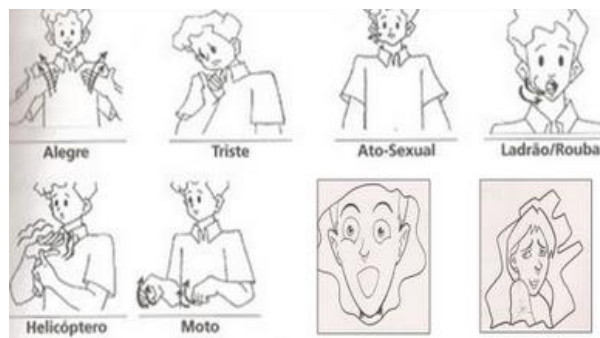 Alegre
Triste
Ato-Sexual
Ladrão/Rouba
Helicóptero
Moto